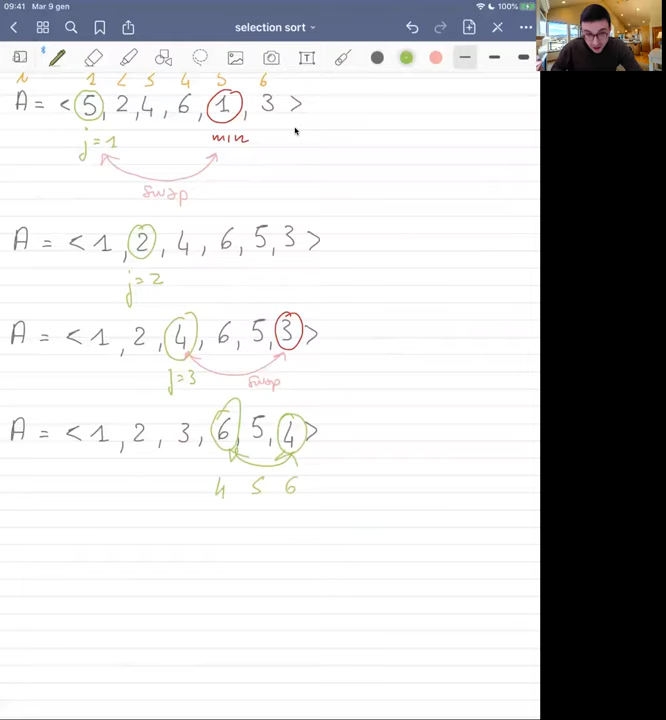 09:41 Mar 9 gen 100%
selection sort
1 2 3 4 5 6
A = < 5, 2, 4, 6, 1, 3 >
j=1 min
swap
A = < 1, 2, 4, 6, 5, 3 >
j=2
A = < 1, 2, 4, 6, 5, 3 >
j=3 swap
A = < 1, 2, 3, 6, 5, 4 >
4 5 6